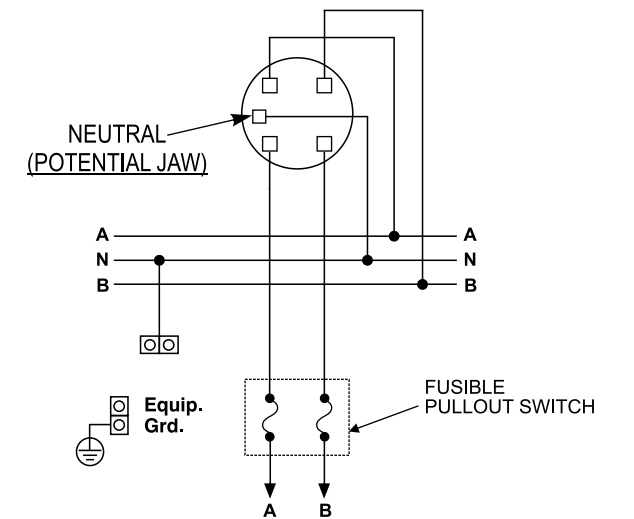 NEUTRAL
(POTENTIAL JAW)
A A
N N
B B
Equip.
Grd.
FUSIBLE
PULLOUT SWITCH
A B